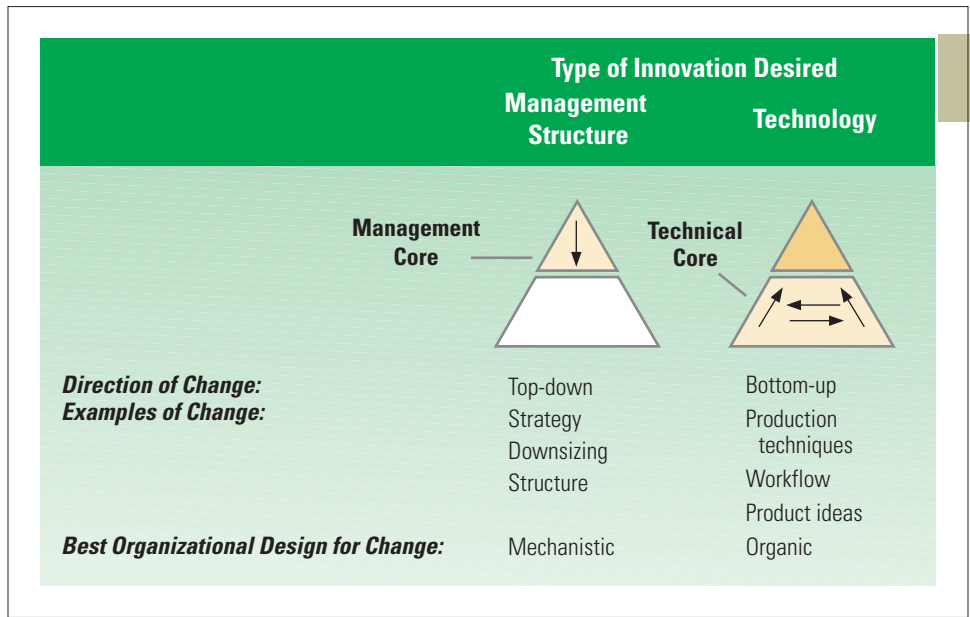 Type of Innovation Desired
Management
Structure
Technology
Management
Core
Technical
Core
Direction of Change:
Top-down
Bottom-up
Examples of Change:
Strategy
Production
techniques
Downsizing
Workflow
Structure
Product ideas
Best Organizational Design for Change:
Mechanistic
Organic